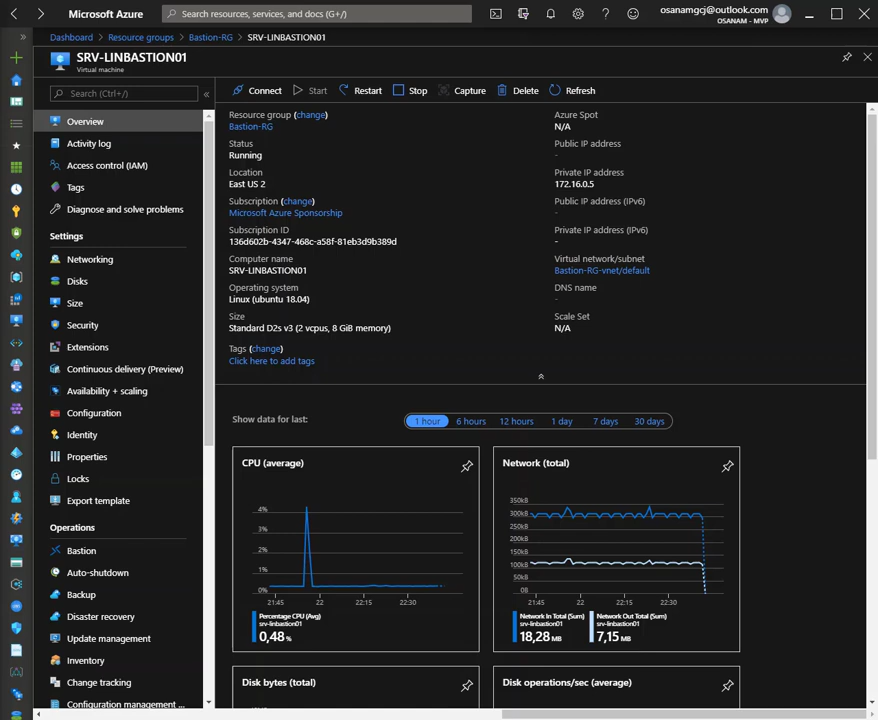 Microsoft Azure
Search resources, services, and docs (G+/)
osanamgcj@outlook.com
OSANAM - MVP
Dashboard
Resource groups
Bastion-RG
SRV-LINBASTION01
SRV-LINBASTION01
Virtual machine
Search (Ctrl+/)
Connect
Start
Restart
Stop
Capture
Delete
Refresh
Overview
Activity log
Access control (IAM)
Tags
Diagnose and solve problems
Settings
Networking
Disks
Size
Security
Extensions
Continuous delivery (Preview)
Availability + scaling
Configuration
Identity
Properties
Locks
Export template
Operations
Bastion
Auto-shutdown
Backup
Disaster recovery
Update management
Inventory
Change tracking
Configuration management ...
Resource group (change)
Bastion-RG
Status
Running
Location
East US 2
Subscription (change)
Microsoft Azure Sponsorship
Subscription ID
136d602b-4347-468c-a58f-81eb3d9b389d
Computer name
SRV-LINBASTION01
Operating system
Linux (ubuntu 18.04)
Size
Standard D2s v3 (2 vcpus, 8 GiB memory)
Tags (change)
Click here to add tags
Azure Spot
N/A
Public IP address
-
Private IP address
172.16.0.5
Public IP address (IPv6)
-
Private IP address (IPv6)
-
Virtual network/subnet
Bastion-RG-vnet/default
DNS name
-
Scale Set
N/A
Show data for last:
1 hour
6 hours
12 hours
1 day
7 days
30 days
CPU (average)
4%
3%
2%
1%
0%
21:45
22
22:15
22:30
Percentage CPU (Avg)
srv-linbastion01
0,48 %
Network (total)
350kB
300kB
250kB
200kB
150kB
100kB
50kB
0B
21:45
22
22:15
22:30
Network In Total (Sum)
srv-linbastion01
18,28 MB
Network Out Total (Sum)
srv-linbastion01
7,15 MB
Disk bytes (total)
Disk operations/sec (average)